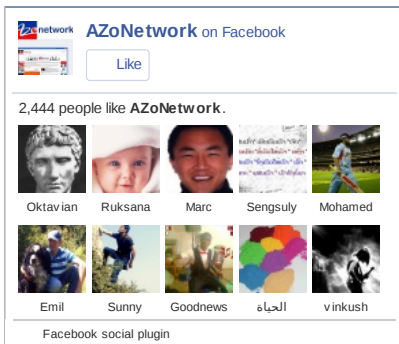 AZoNetwork on Facebook
Like
2,444 people like AZoNetwork.
Oktavian Ruksana Marc Sengsuly Mohamed
Emil Sunny Goodnews الحياة vinkush
Facebook social plugin